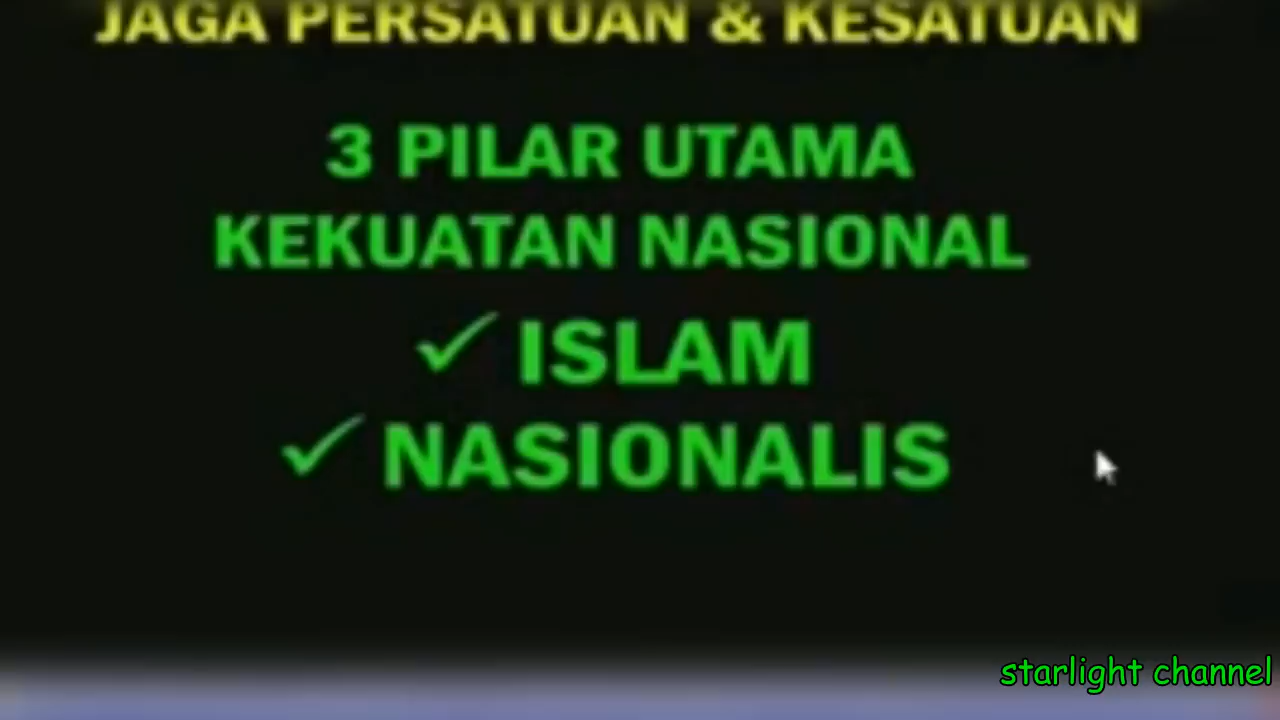 JAGA PERSATUAN & KESATUAN
3 PILAR UTAMA
KEKUATAN NASIONAL
✓ ISLAM
✓ NASIONALIS
starlight channel